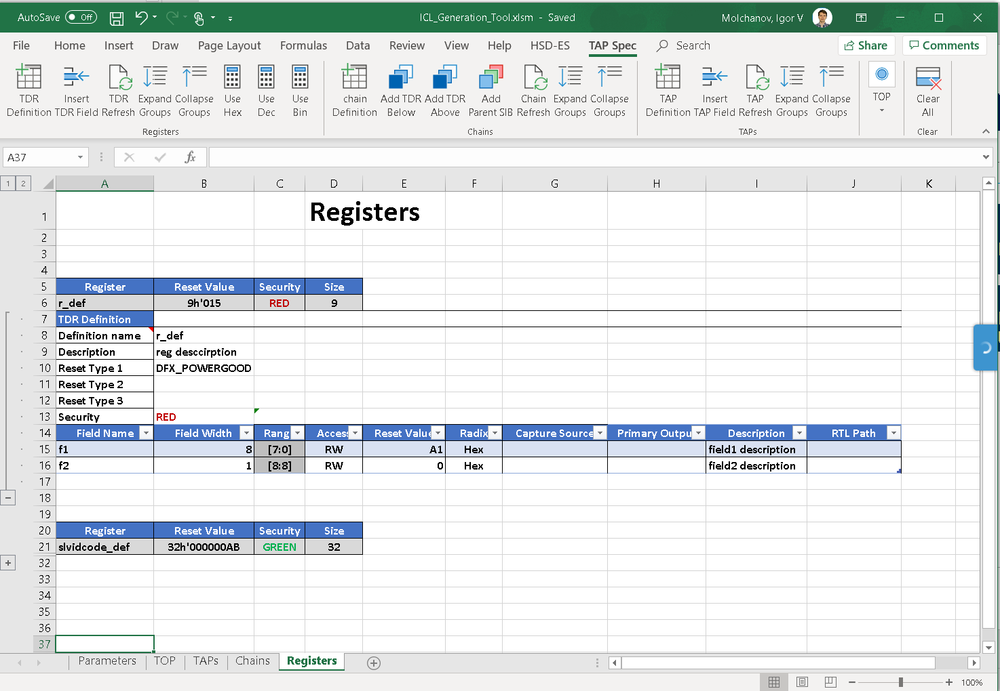 AutoSave Off ICL_Generation_Tool.xlsm - Saved Molchanov, Igor V
File Home Insert Draw Page Layout Formulas Data Review View Help HSD-ES TAP Spec Search Share Comments
TDR Insert TDR Expand Collapse Use Use Use chain Add TDR Add TDR Add Chain Expand Collapse TAP Insert TAP Expand Collapse TOP Clear
Definition TDR Field Refresh Groups Groups Hex Dec Bin Definition Below Above Parent SIB Refresh Groups Groups Definition TAP Field Refresh Groups Groups All
Registers Chains TAPs Clear
A37 fx
1 2 A B C D E F G H I J K
1 Registers
2
3
4
5 Register Reset Value Security Size
6 r_def 9h'015 RED 9
7 TDR Definition
8 Definition name r_def
9 Description reg desccirption
10 Reset Type 1 DFX_POWERGOOD
11 Reset Type 2
12 Reset Type 3
13 Security RED
14 Field Name Field Width Rang Acces Reset Value Radix Capture Source Primary Outpu Description RTL Path
15 f1 8 [7:0] RW A1 Hex field1 description
16 f2 1 [8:8] RW 0 Hex field2 description
17
18
19
20 Register Reset Value Security Size
21 slvidcode_def 32h'000000AB GREEN 32
32
33
34
35
36
37
Parameters TOP TAPs Chains Registers
100%